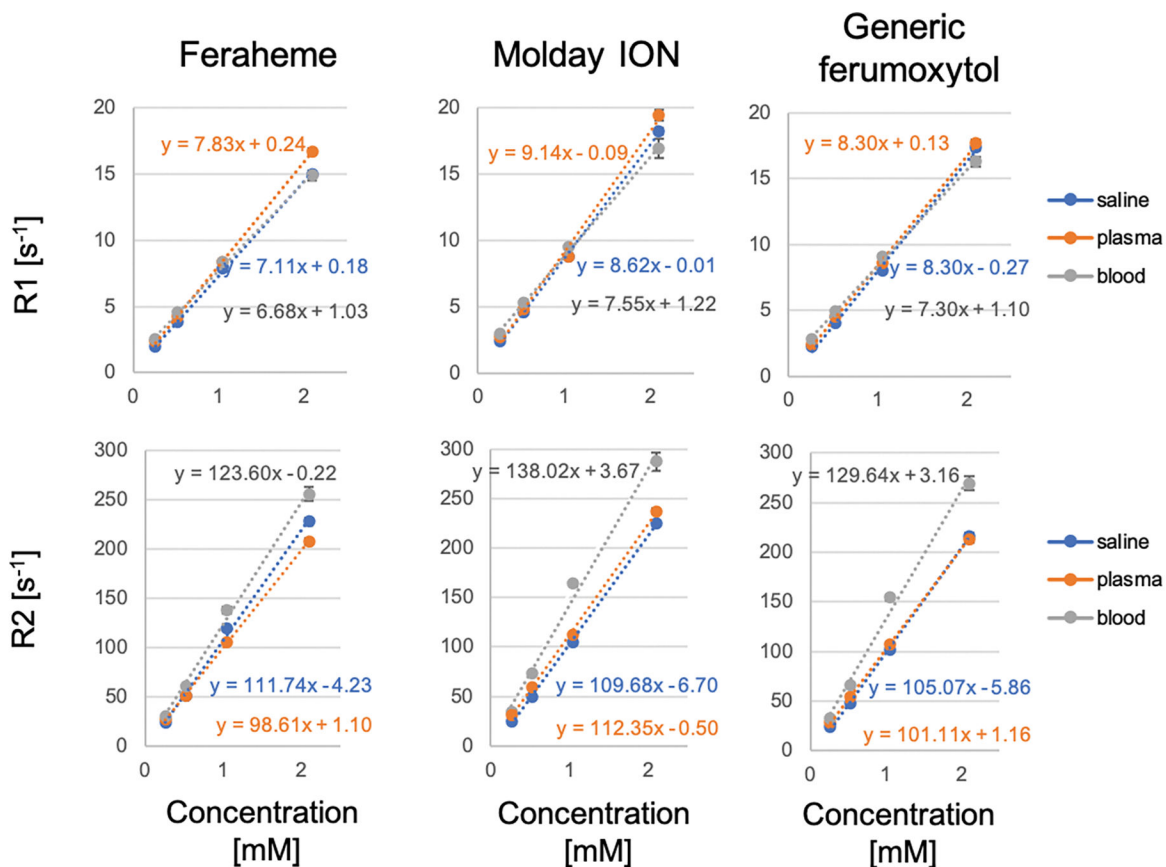 Feraheme
Molday ION
Generic
ferumoxytol
R1 [s⁻¹]
20
15
10
5
0
0
1
2
y = 7.83x + 0.24
y = 7.11x + 0.18
y = 6.68x + 1.03
20
15
10
5
0
0
1
2
y = 9.14x - 0.09
y = 8.62x - 0.01
y = 7.55x + 1.22
20
15
10
5
0
0
1
2
y = 8.30x + 0.13
y = 8.30x - 0.27
y = 7.30x + 1.10
saline
plasma
blood
R2 [s⁻¹]
300
250
200
150
100
50
0
0
1
2
y = 123.60x - 0.22
y = 111.74x - 4.23
y = 98.61x + 1.10
300
250
200
150
100
50
0
0
1
2
y = 138.02x + 3.67
y = 109.68x - 6.70
y = 112.35x - 0.50
300
250
200
150
100
50
0
0
1
2
y = 129.64x + 3.16
y = 105.07x - 5.86
y = 101.11x + 1.16
saline
plasma
blood
Concentration
[mM]
Concentration
[mM]
Concentration
[mM]